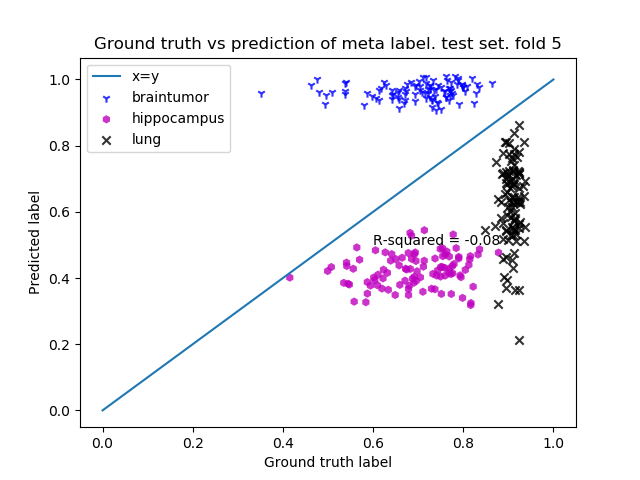 Ground truth vs prediction of meta label. test set. fold 5
x=y
braintumor
hippocampus
lung
R-squared = -0.08
1.0
0.8
0.6
0.4
0.2
0.0
Predicted label
0.0 0.2 0.4 0.6 0.8 1.0
Ground truth label